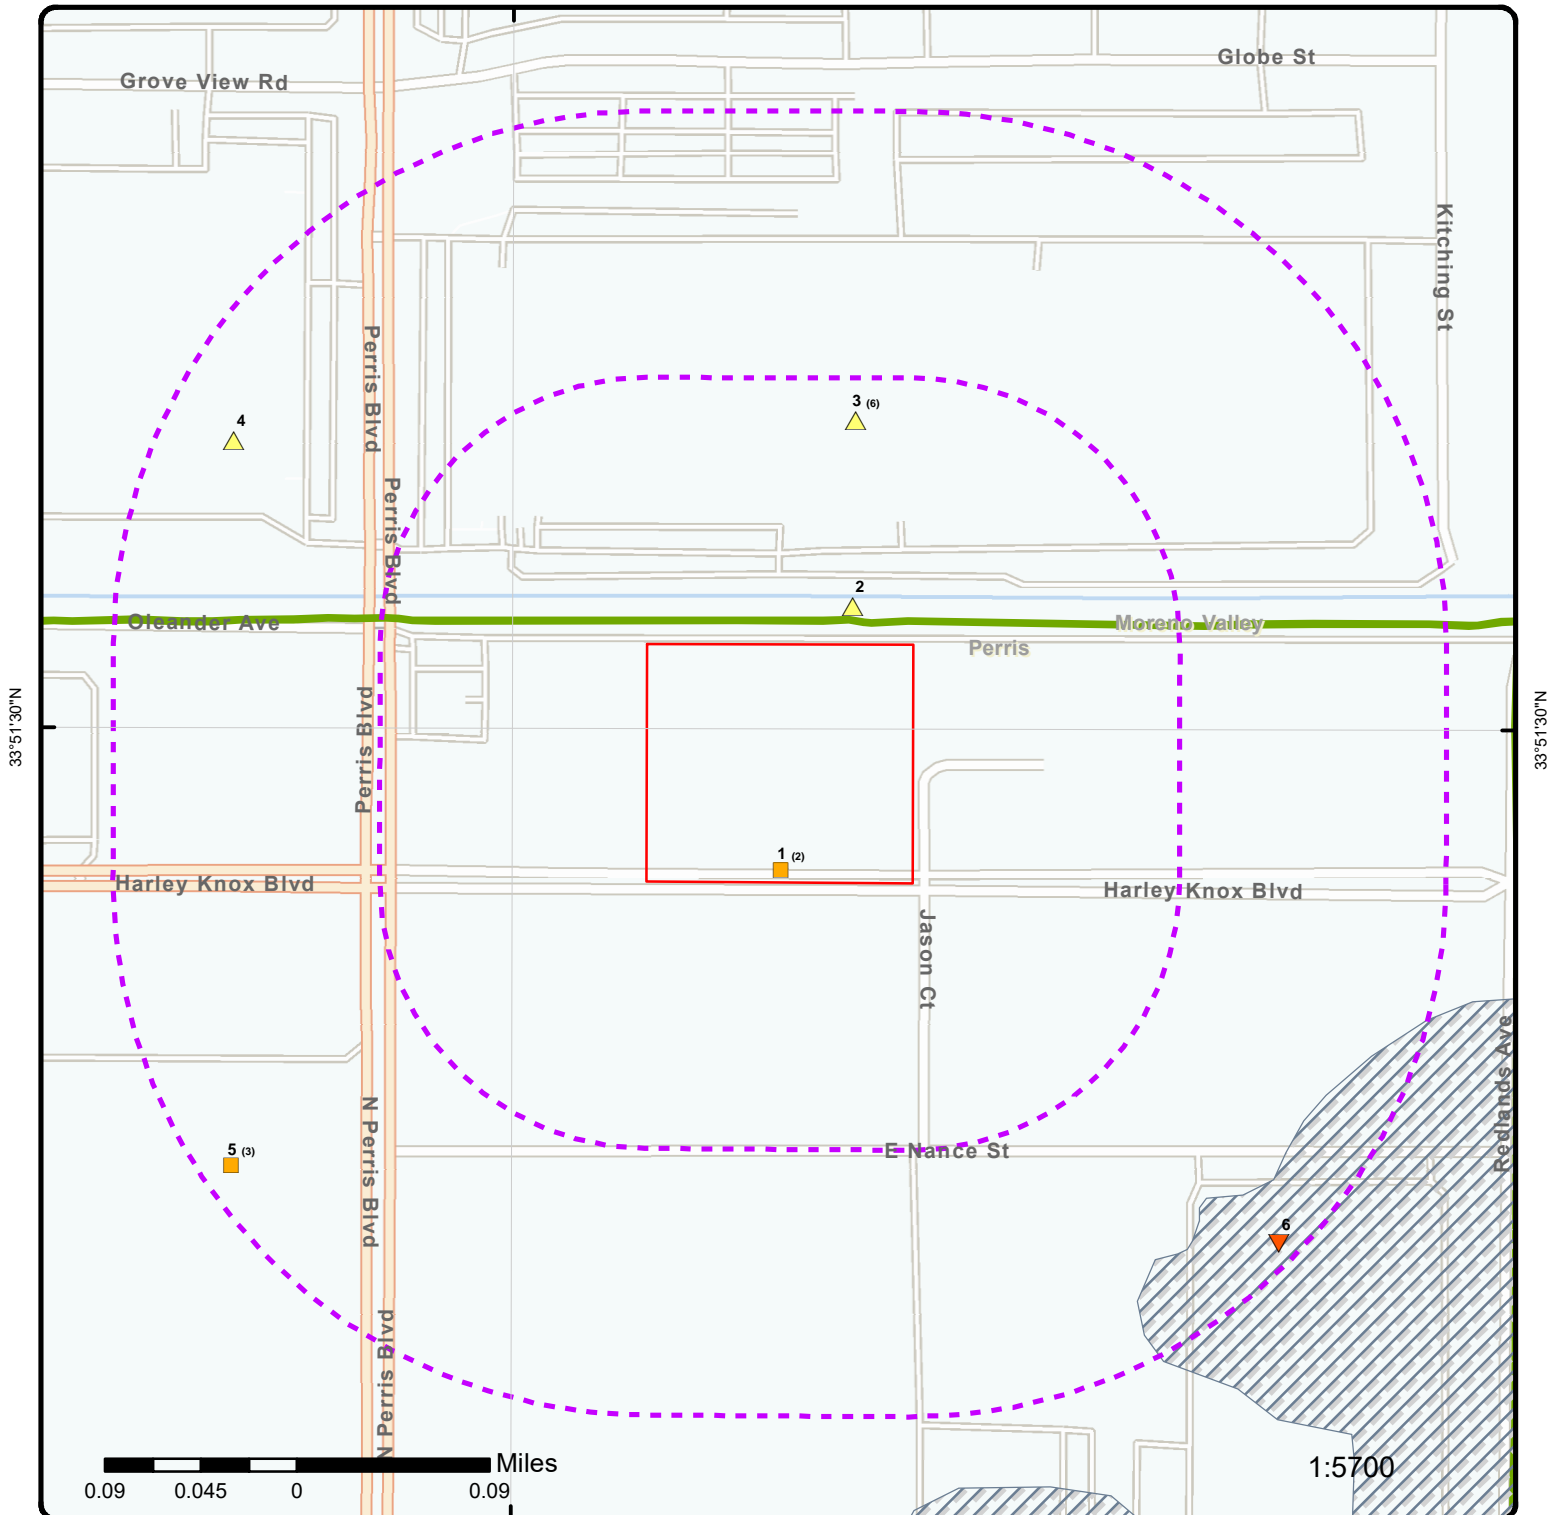 Globe St
Grove View Rd
Kitching St
Perris Blvd
3 (6)
4
Perris Blvd
2
Oleander Ave
Moreno Valley
Perris
33°51'30"N
33°51'30"N
Perris Blvd
1 (2)
Harley Knox Blvd
Harley Knox Blvd
Jason Ct
Redlands Ave
N Perris Blvd
5 (3)
E Nance St
6
N Perris Blvd
Miles
1:5700
0.09 0.045 0 0.09